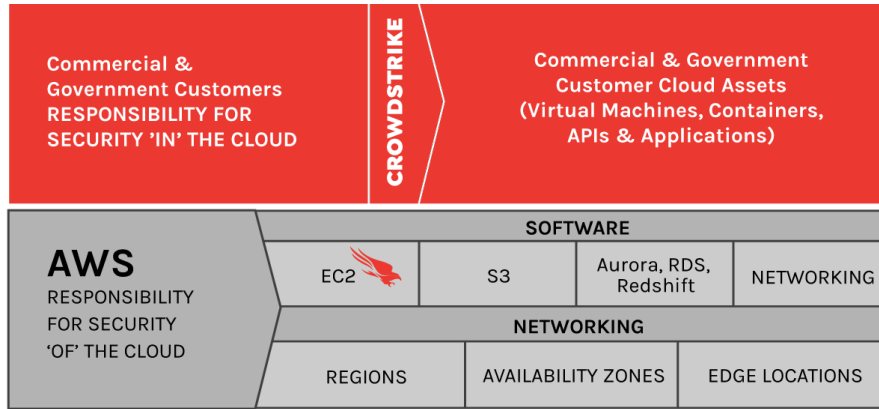 Commercial &
Government Customers
RESPONSIBILITY FOR
SECURITY ’IN’ THE CLOUD
CROWDSTRIKE
Commercial & Government
Customer Cloud Assets
(Virtual Machines, Containers,
APIs & Applications)
AWS
RESPONSIBILITY
FOR SECURITY
‘OF’ THE CLOUD
SOFTWARE
EC2
S3
Aurora, RDS,
Redshift
NETWORKING
NETWORKING
REGIONS
AVAILABILITY ZONES
EDGE LOCATIONS